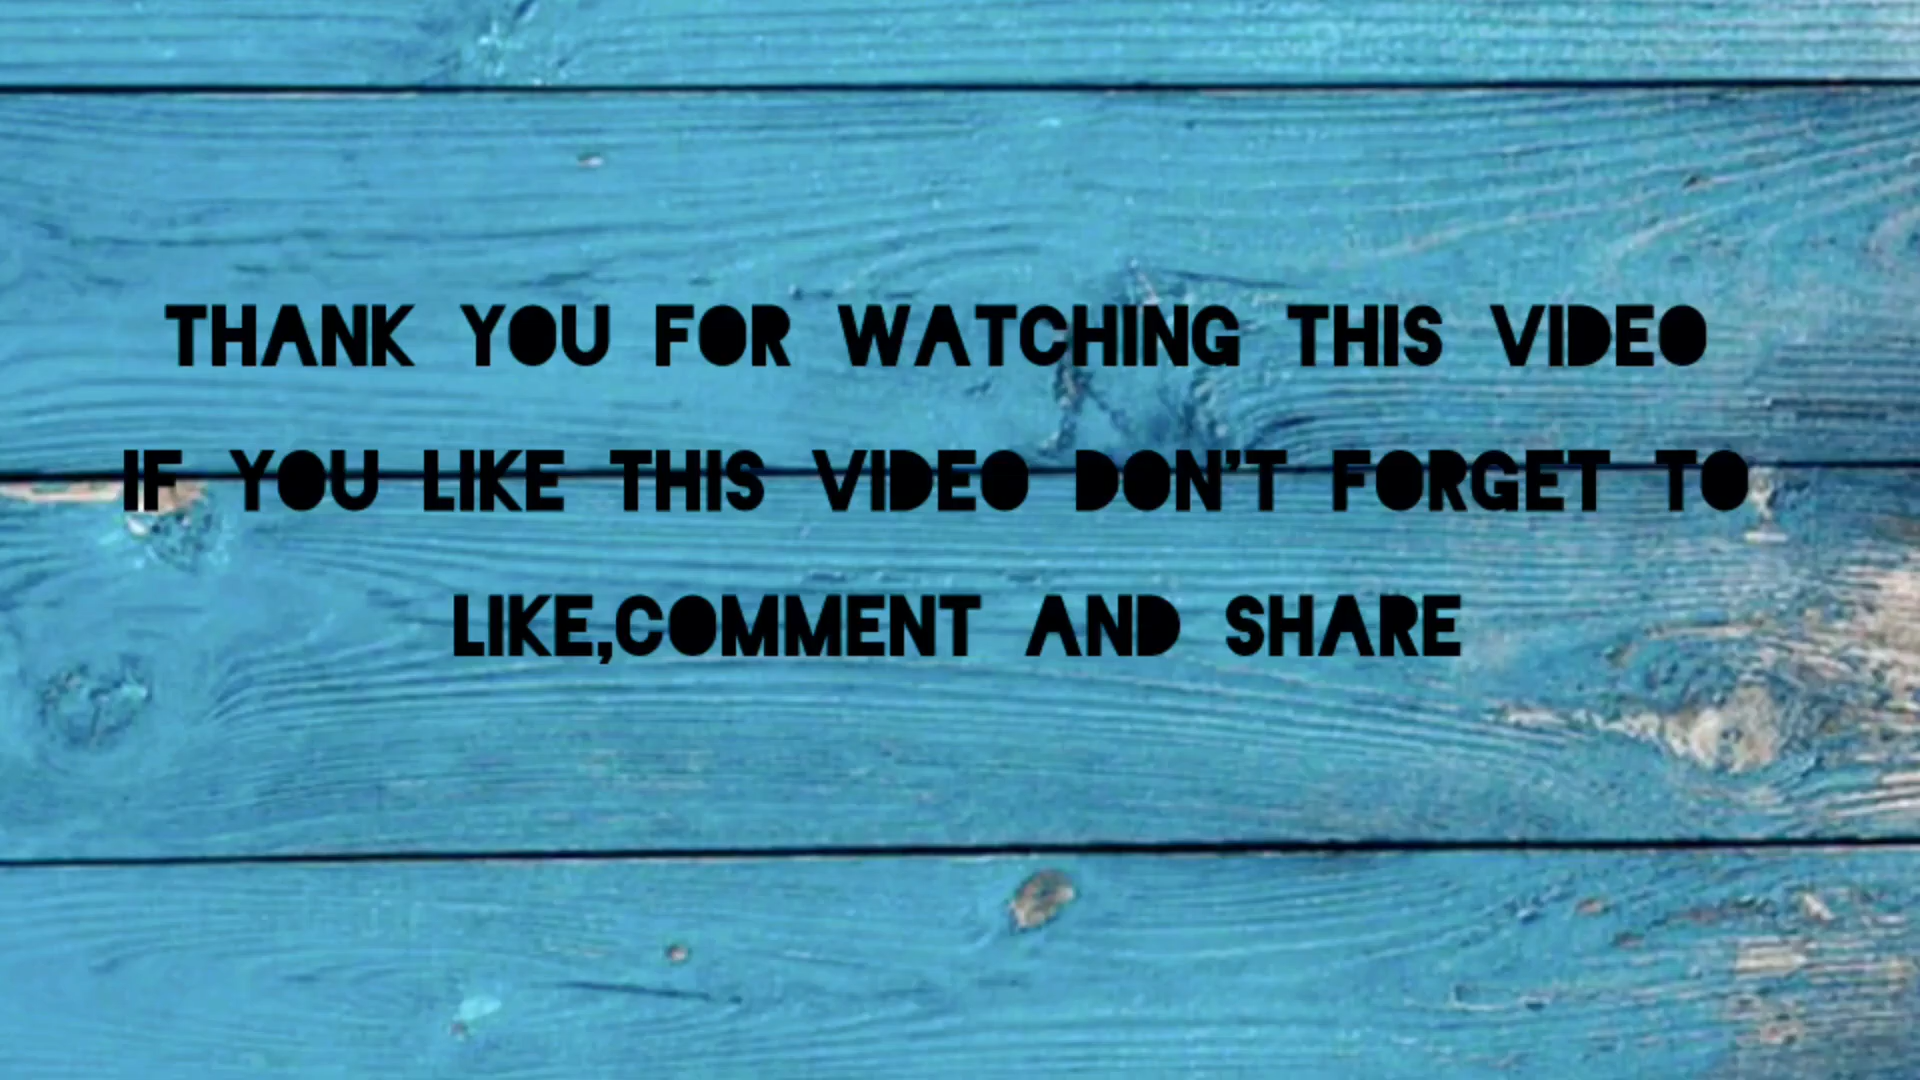 THANK YOU FOR WATCHING THIS VIDEO
IF YOU LIKE THIS VIDEO DON'T FORGET TO
LIKE,COMMENT AND SHARE